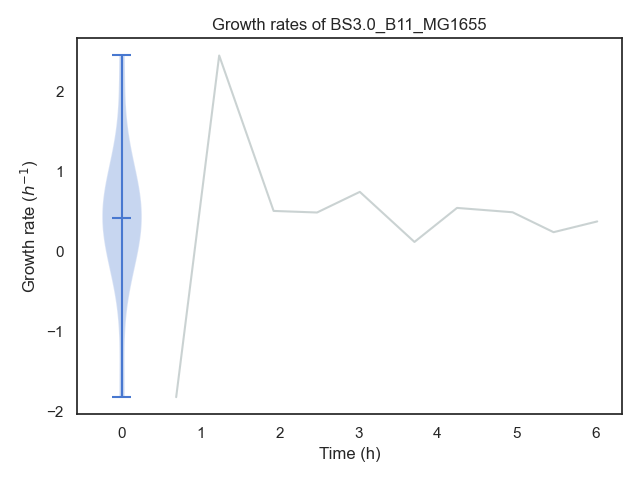 Growth rates of BS3.0_B11_MG1655
Growth rate (h⁻¹)
2
1
0
−1
−2
0 1 2 3 4 5 6
Time (h)